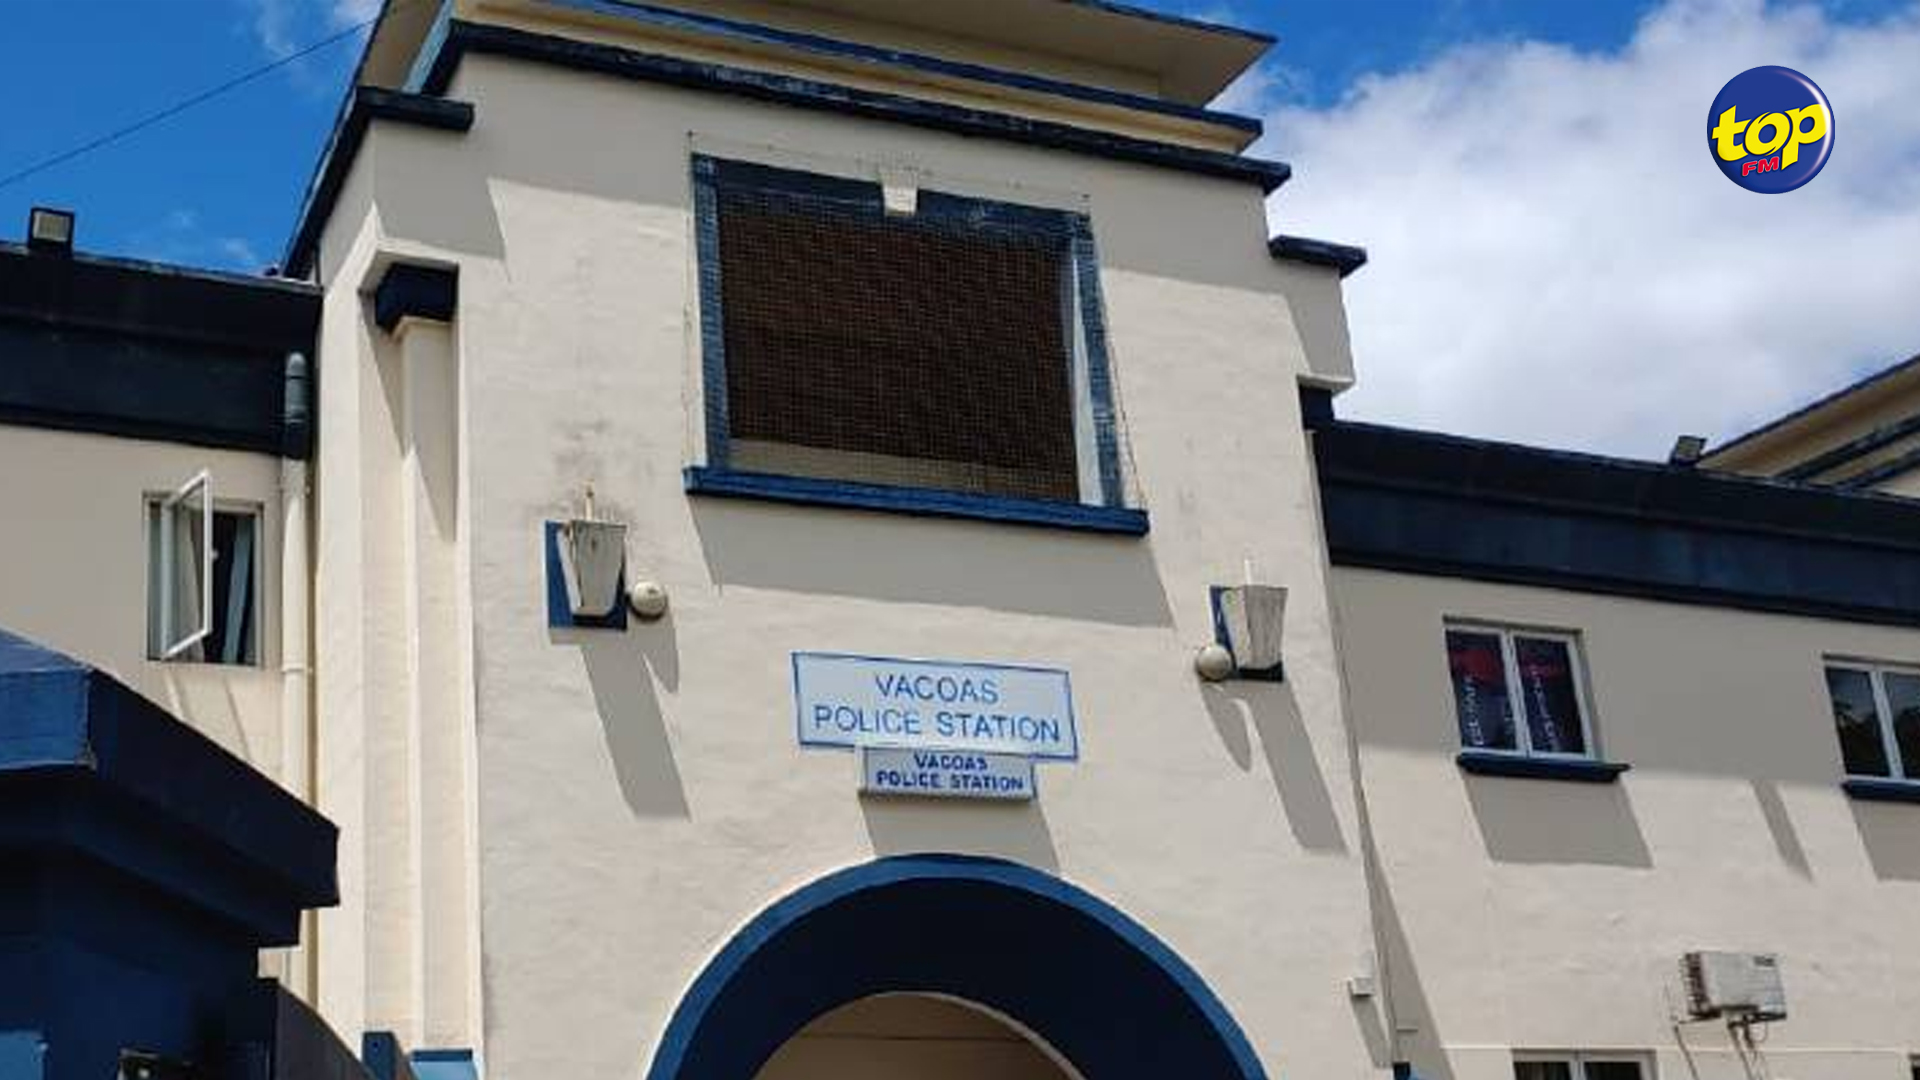 top
FM
VACOAS
POLICE STATION
VACOAS
POLICE STATION